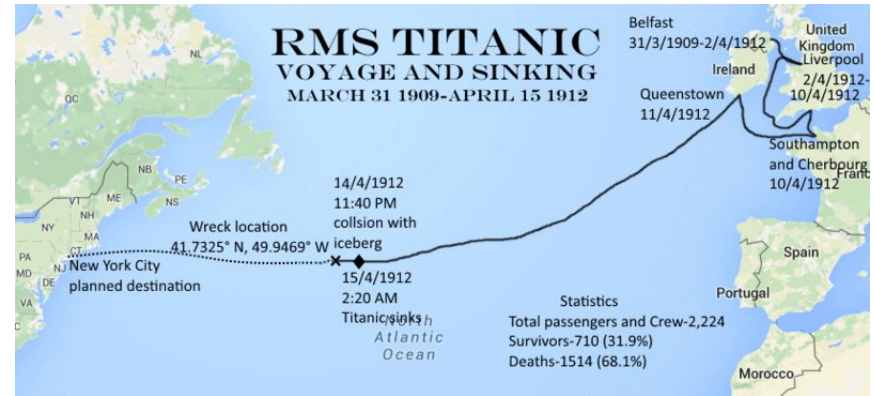 RMS TITANIC
VOYAGE AND SINKING
MARCH 31 1909-APRIL 15 1912
Belfast
31/3/1909-2/4/1912
United
Kingdom
Liverpool
2/4/1912-
10/4/1912
Ireland
Queenstown
11/4/1912
Southampton
and Cherbourg
10/4/1912
Franc
NL
QC
NB
PE
ME
NS
VT
NH
NY
MA
CT
PA
NJ
MD
DE
VA
C
Wreck location
41.7325° N, 49.9469° W
New York City
planned destination
14/4/1912
11:40 PM
collsion with
iceberg
15/4/1912
2:20 AM
Titanic sinks
North
Atlantic
Ocean
Statistics
Total passengers and Crew-2,224
Survivors-710 (31.9%)
Deaths-1514 (68.1%)
Spain
Portugal
Morocco